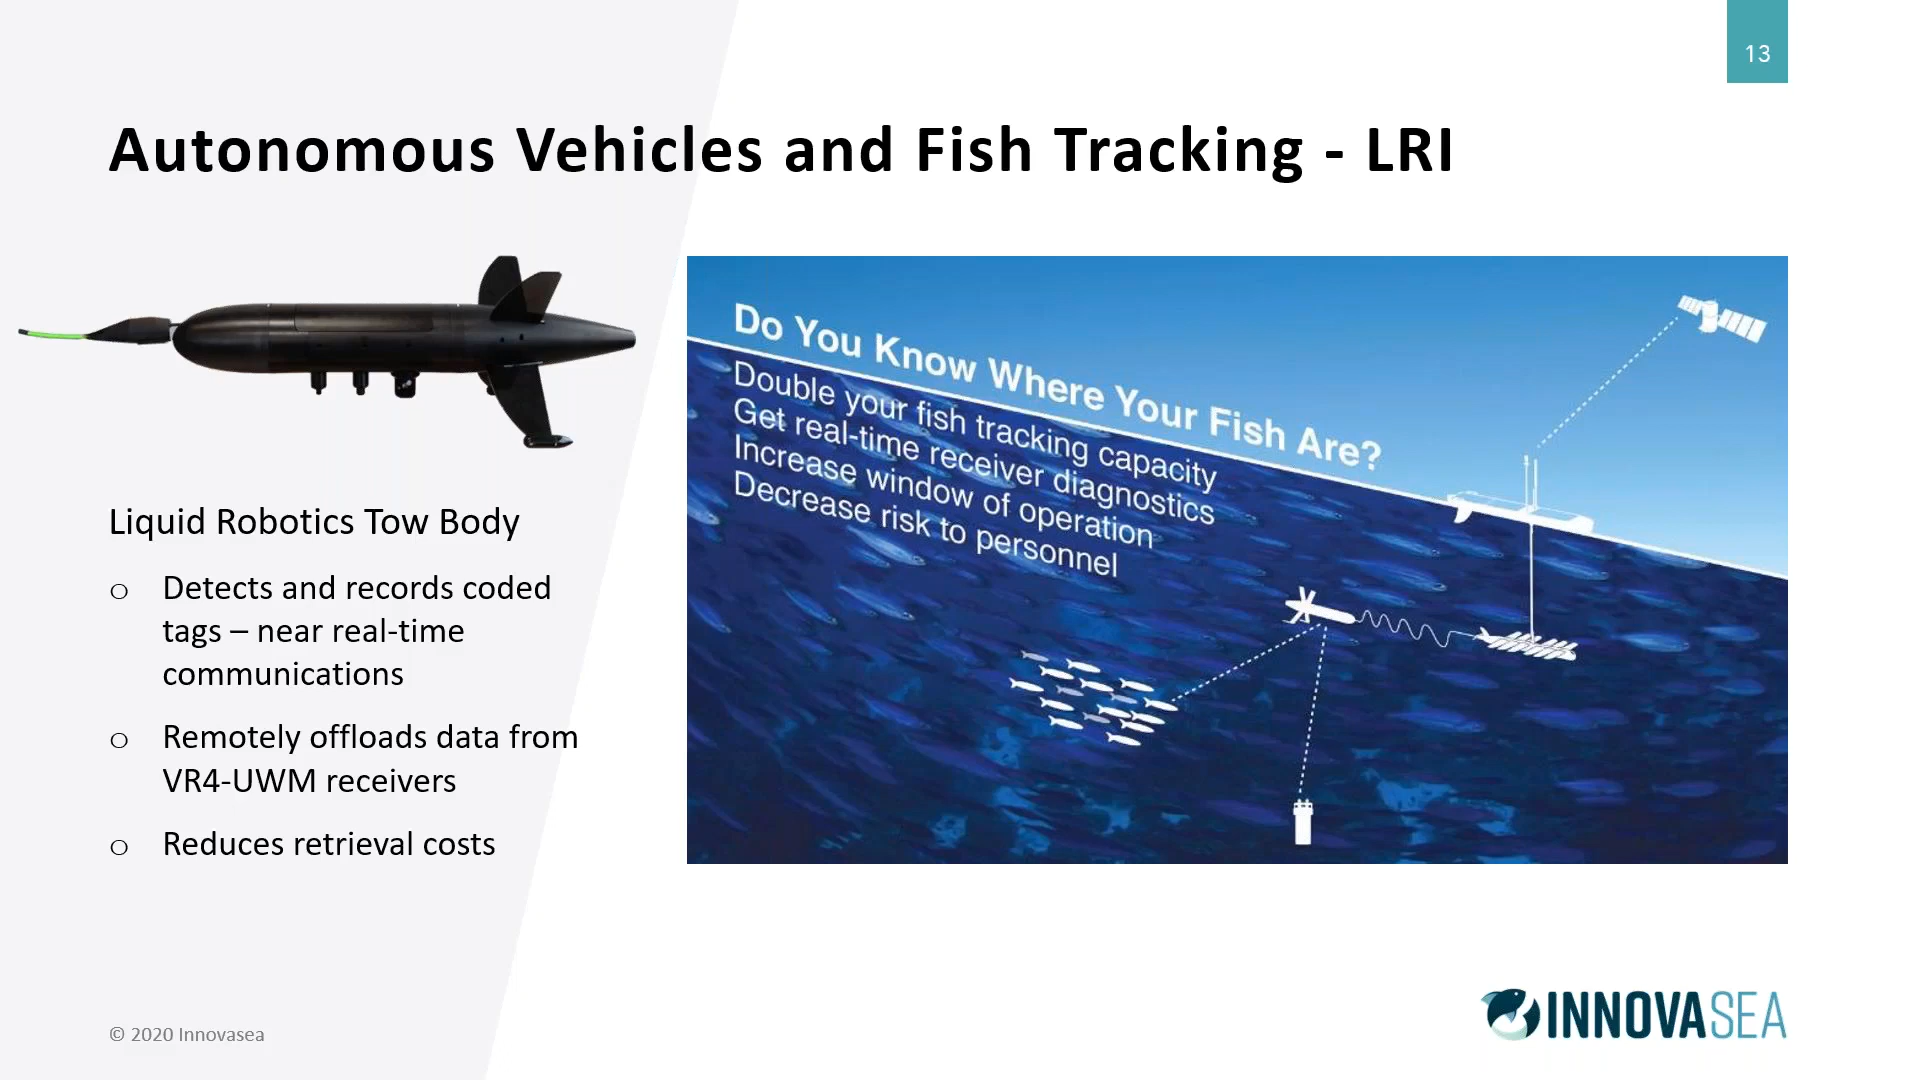 13
Autonomous Vehicles and Fish Tracking - LRI
Do You Know Where Your Fish Are?
Double your fish tracking capacity
Get real-time receiver diagnostics
Increase window of operation
Decrease risk to personnel
Liquid Robotics Tow Body
o Detects and records coded
tags – near real-time
communications
o Remotely offloads data from
VR4-UWM receivers
o Reduces retrieval costs
© 2020 Innovasea
INNOVASEA